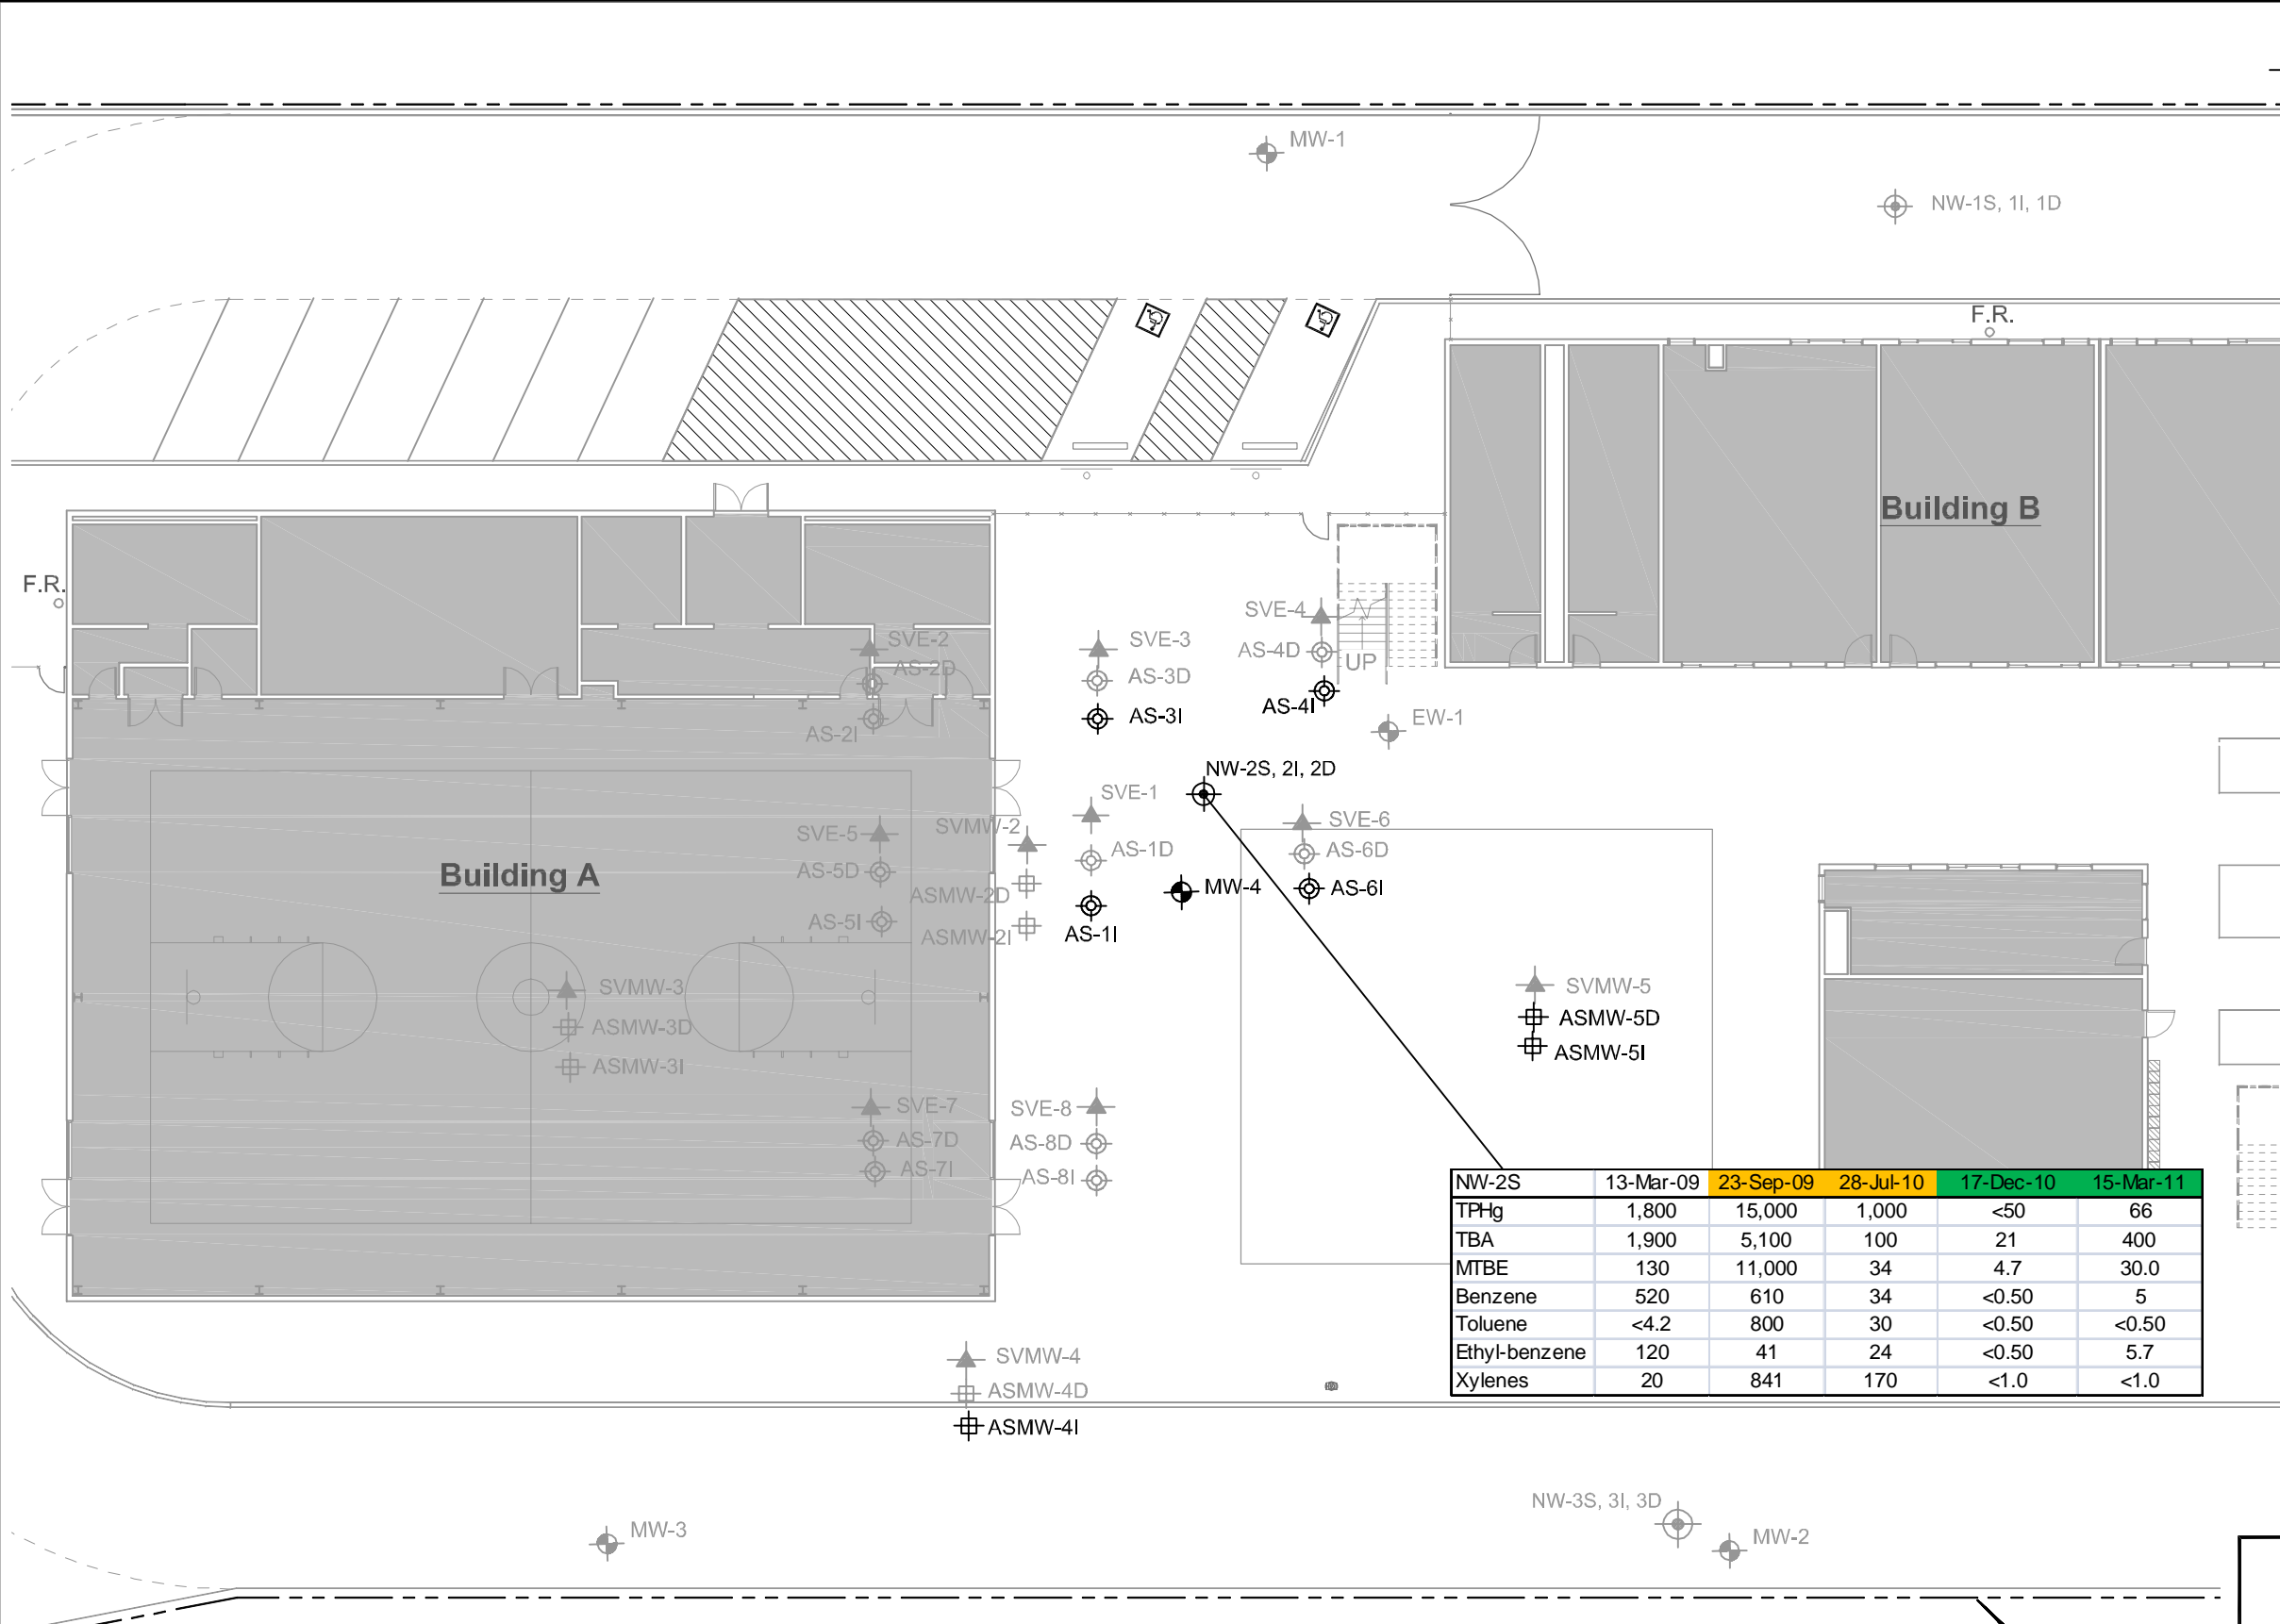 MW-1
NW-1S, 1I, 1D
F.R.
Building B
F.R.
SVE-4
SVE-2
SVE-3
AS-4D
UP
AS-2D
AS-3D
AS-4I
AS-3I
EW-1
AS-2I
NW-2S, 2I, 2D
SVE-1
SVE-6
SVE-5
SVMW-2
AS-1D
AS-6D
Building A
AS-5D
MW-4
AS-6I
ASMW-2D
AS-5I
AS-1I
ASMW-2I
SVMW-3
SVMW-5
ASMW-3D
ASMW-5D
ASMW-5I
ASMW-3I
SVE-7
SVE-8
AS-7D
AS-8D
AS-7I
AS-8I
NW-2S 13-Mar-09 23-Sep-09 28-Jul-10 17-Dec-10 15-Mar-11
TPHg 1,800 15,000 1,000 <50 66
TBA 1,900 5,100 100 21 400
MTBE 130 11,000 34 4.7 30.0
Benzene 520 610 34 <0.50 5
Toluene <4.2 800 30 <0.50 <0.50
Ethyl-benzene 120 41 24 <0.50 5.7
Xylenes 20 841 170 <1.0 <1.0
SVMW-4
ASMW-4D
ASMW-4I
NW-3S, 3I, 3D
MW-3
MW-2